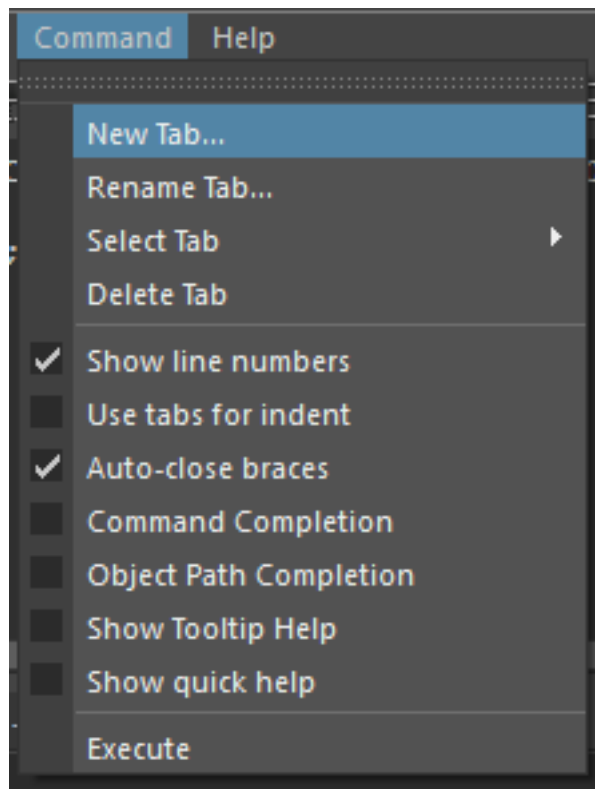 Command Help
New Tab...
Rename Tab...
Select Tab
Delete Tab
Show line numbers
Use tabs for indent
Auto-close braces
Command Completion
Object Path Completion
Show Tooltip Help
Show quick help
Execute